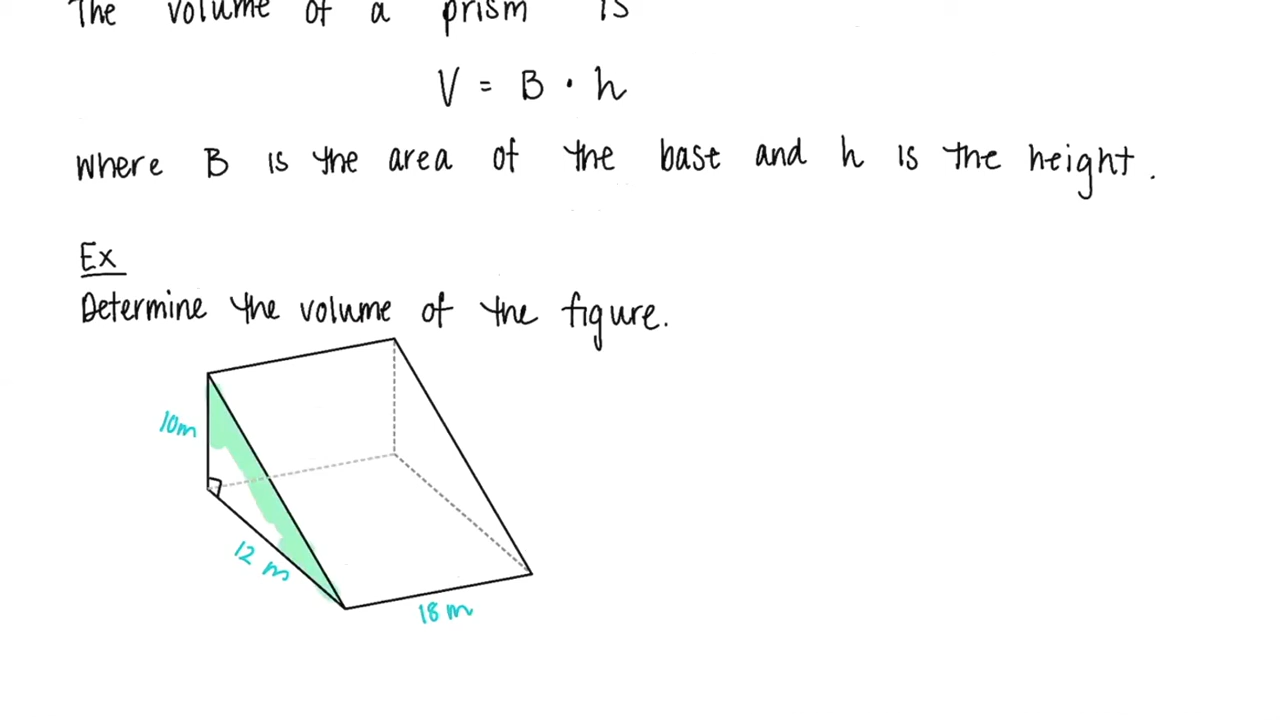 The volume of a prism is
V = B · h
where B is the area of the base and h is the height.
Ex
Determine the volume of the figure.
10m
12 m
18 m